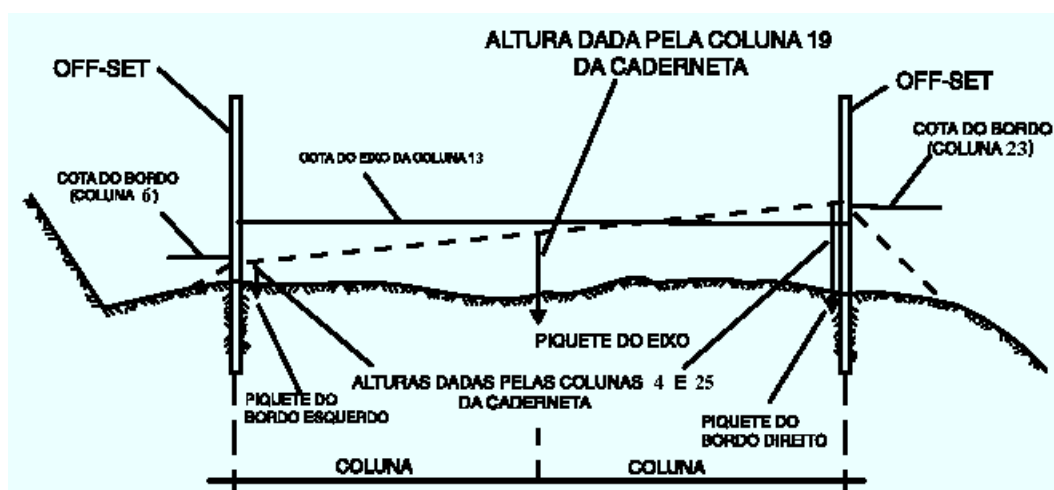 ALTURA DADA PELA COLUNA 19
DA CADERNETA
OFF-SET
OFF-SET
COTA DO BORDO
(COLUNA 23)
COTA DO EIXO DA COLUNA 13
COTA DO BORDO
(COLUNA 6)
PIQUETE DO EIXO
ALTURAS DADAS PELAS COLUNAS 4 E 25
DA CADERNETA
PIQUETE DO
BORDO ESQUERDO
PIQUETE DO
BORDO DIREITO
COLUNA
COLUNA